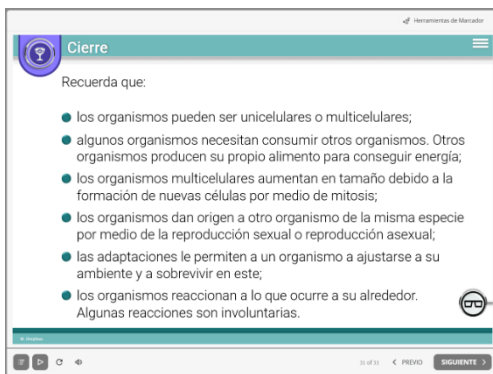 Herramientas de Marcador
Cierre
Recuerda que:
los organismos pueden ser unicelulares o multicelulares;
algunos organismos necesitan consumir otros organismos. Otros
organismos producen su propio alimento para conseguir energía;
los organismos multicelulares aumentan en tamaño debido a la
formación de nuevas células por medio de mitosis;
los organismos dan origen a otro organismo de la misma especie
por medio de la reproducción sexual o reproducción asexual;
las adaptaciones le permiten a un organismo a ajustarse a su
ambiente y a sobrevivir en este;
los organismos reaccionan a lo que ocurre a su alrededor.
Algunas reacciones son involuntarias.
31 of 31
PREVIO
SIGUIENTE